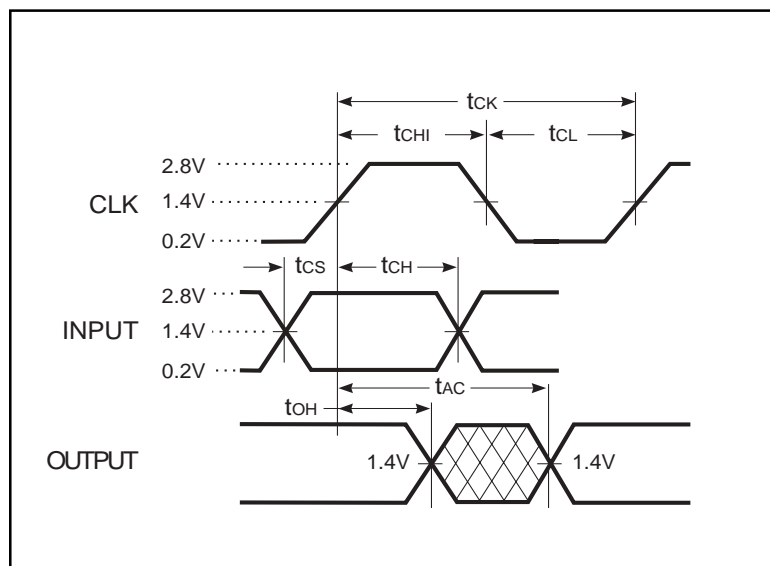 tCK
tCHI tCL
2.8V
CLK 1.4V
0.2V
tCS tCH
2.8V
INPUT 1.4V
0.2V
tAC
tOH
OUTPUT 1.4V 1.4V